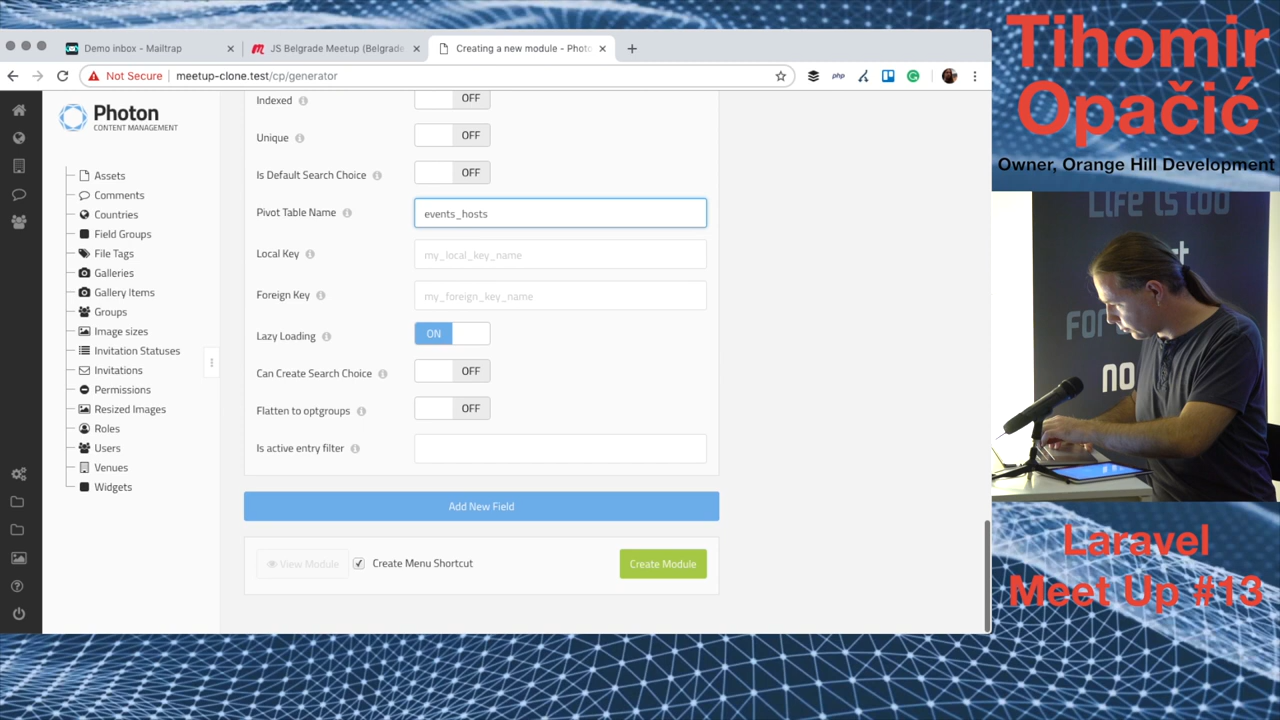 Demo inbox - Mailtrap
JS Belgrade Meetup (Belgrade,
Creating a new module - Photo
Not Secure
meetup-clone.test/cp/generator
php
Photon
CONTENT MANAGEMENT
Assets
Comments
Countries
Field Groups
File Tags
Galleries
Gallery Items
Groups
Image sizes
Invitation Statuses
Invitations
Permissions
Resized Images
Roles
Users
Venues
Widgets
Indexed
OFF
Unique
OFF
Is Default Search Choice
OFF
Pivot Table Name
events_hosts
Local Key
my_local_key_name
Foreign Key
my_foreign_key_name
Lazy Loading
ON
Can Create Search Choice
OFF
Flatten to optgroups
OFF
Is active entry filter
Add New Field
View Module
Create Menu Shortcut
Create Module
Tihomir
Opačić
Owner, Orange Hill Development
LIFE IS TOO
NO
Laravel
Meet Up #13